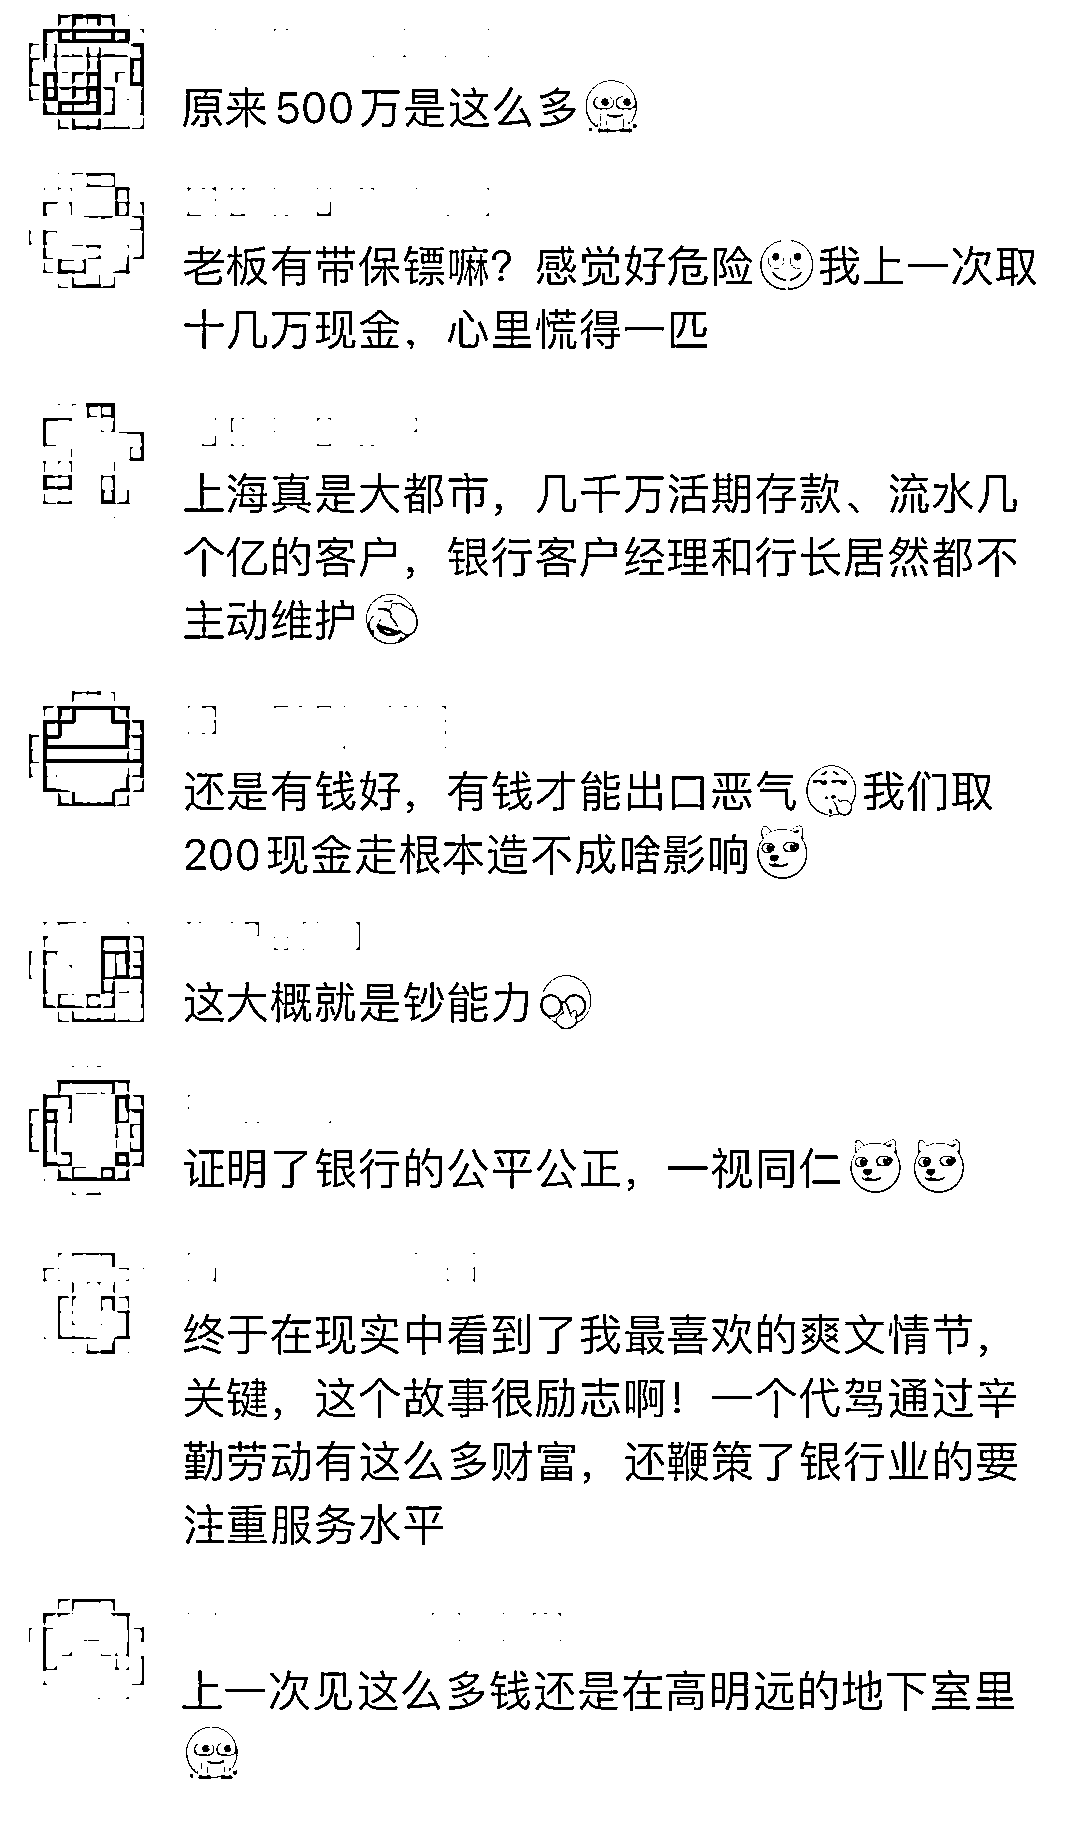 原来500万是这么多
老板有带保镖嘛？感觉好危险我上一次取
十几万现金，心里慌得一匹
上海真是大都市，几千万活期存款、流水几
个亿的客户，银行客户经理和行长居然都不
主动维护
还是有钱好，有钱才能出口恶气我们取
200现金走根本造不成啥影响
这大概就是钞能力
证明了银行的公平公正，一视同仁
终于在现实中看到了我最喜欢的爽文情节，
关键，这个故事很励志啊！一个代驾通过辛
勤劳动有这么多财富，还鞭策了银行业的要
注重服务水平
上一次见这么多钱还是在高明远的地下室里